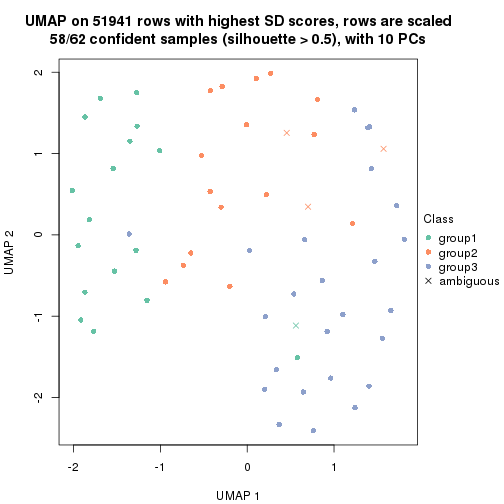 UMAP on 51941 rows with highest SD scores, rows are scaled
58/62 confident samples (silhouette > 0.5), with 10 PCs
UMAP 2
2
1
0
-1
-2
-2
-1
0
1
UMAP 1
Class
group1
group2
group3
ambiguous